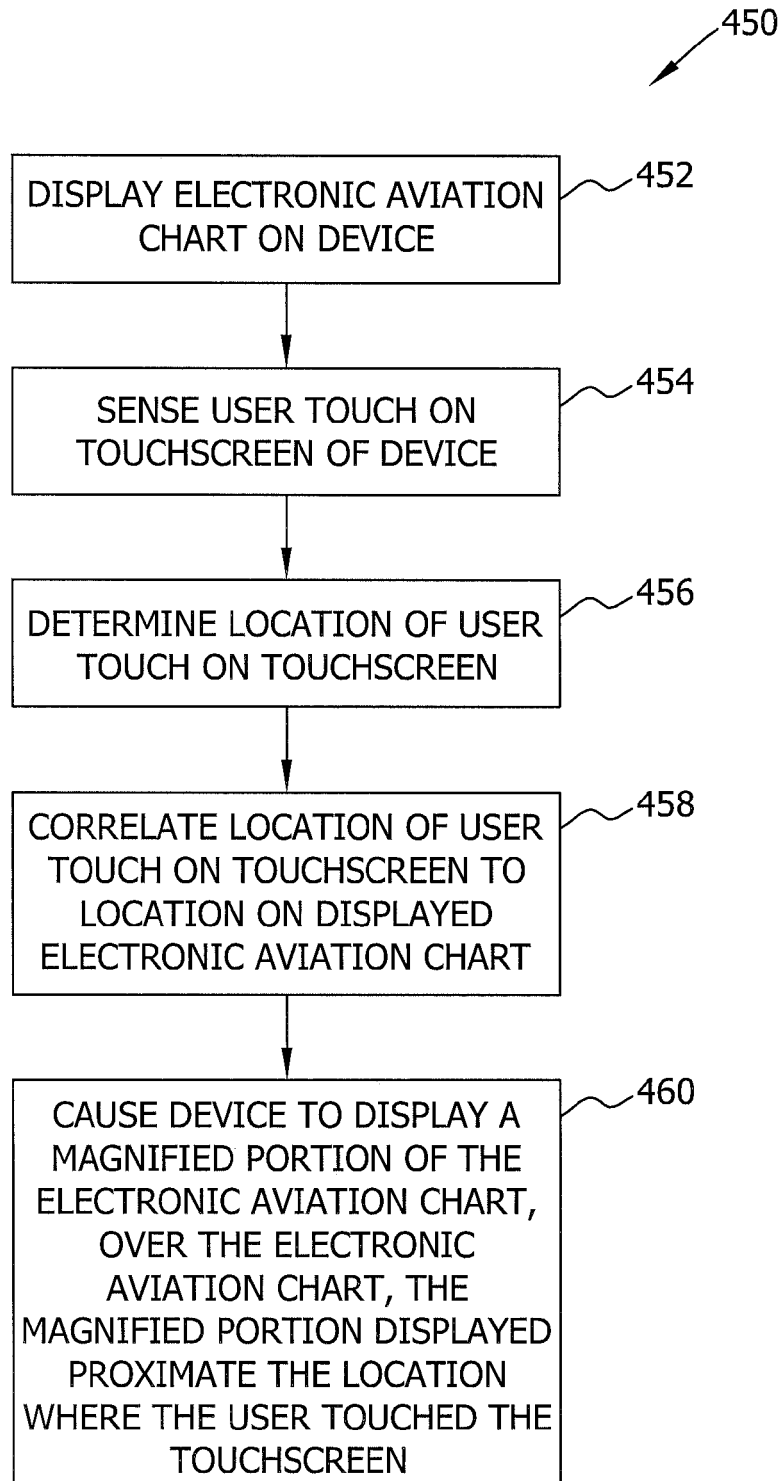 450
452
DISPLAY ELECTRONIC AVIATION
CHART ON DEVICE
454
SENSE USER TOUCH ON
TOUCHSCREEN OF DEVICE
456
DETERMINE LOCATION OF USER
TOUCH ON TOUCHSCREEN
458
CORRELATE LOCATION OF USER
TOUCH ON TOUCHSCREEN TO
LOCATION ON DISPLAYED
ELECTRONIC AVIATION CHART
460
CAUSE DEVICE TO DISPLAY A
MAGNIFIED PORTION OF THE
ELECTRONIC AVIATION CHART,
OVER THE ELECTRONIC
AVIATION CHART, THE
MAGNIFIED PORTION DISPLAYED
PROXIMATE THE LOCATION
WHERE THE USER TOUCHED THE
TOUCHSCREEN